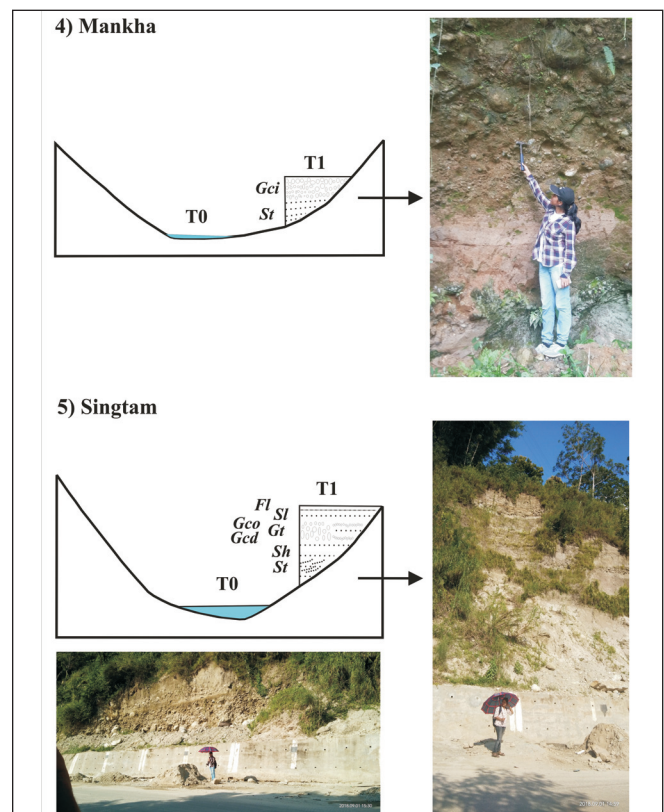 4) Mankha
T1
Gci
T0
St
5) Singtam
T1
Fl
Sl
Gco
Gt
Gcd
Sh
St
T0